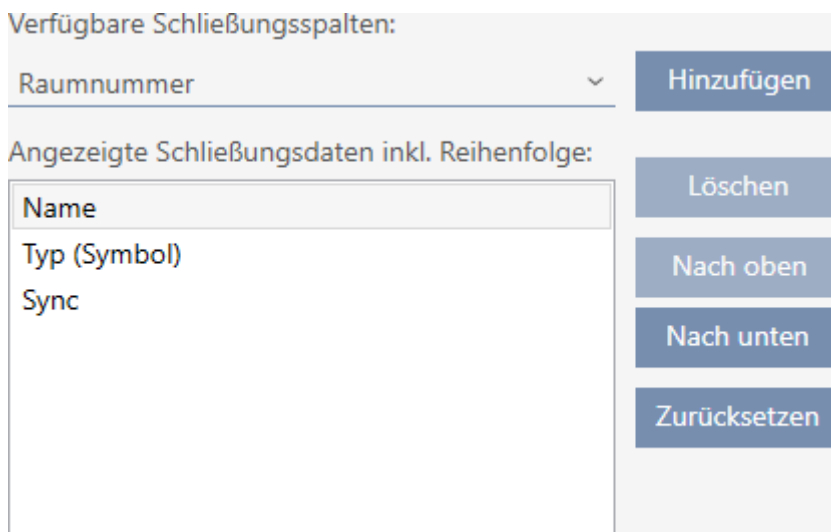 Verfügbare Schließungsspalten:
Raumnummer
Hinzufügen
Angezeigte Schließungsdaten inkl. Reihenfolge:
Löschen
Name
Typ (Symbol)
Nach oben
Sync
Nach unten
Zurücksetzen